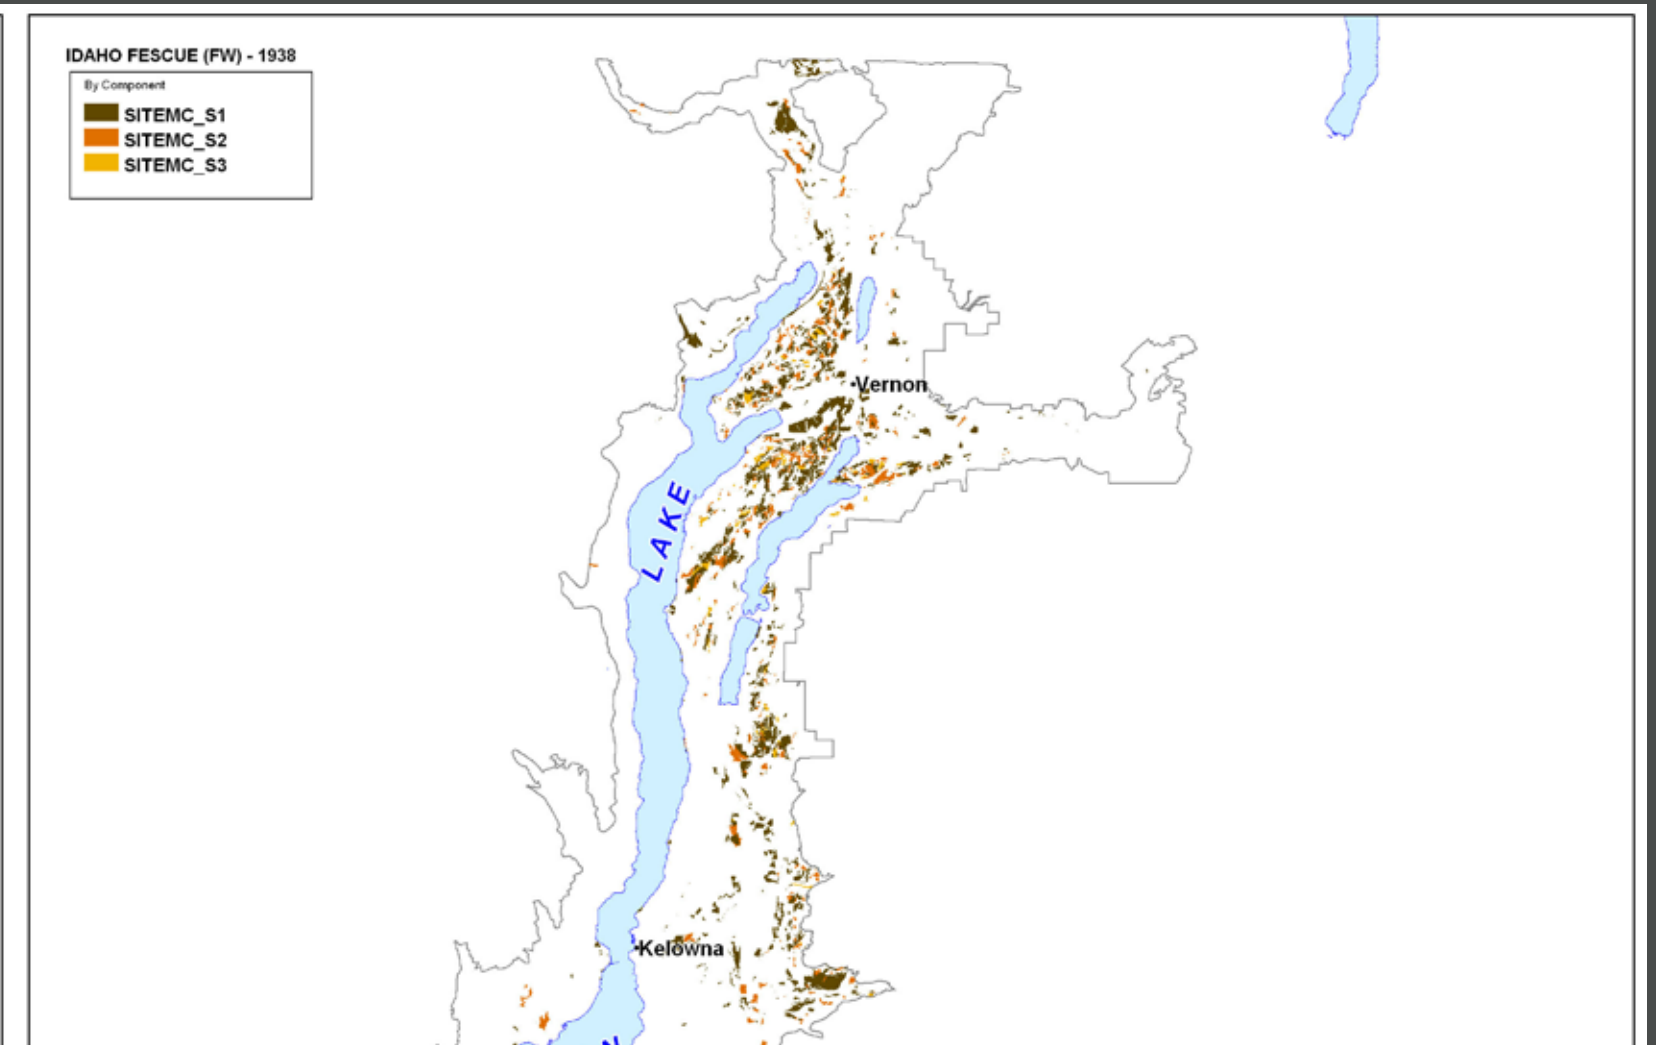 IDAHO FESCUE (FW) - 1938
By Component
SITEMC_S1
SITEMC_S2
SITEMC_S3
Vernon
LAKE
Kelowna
N